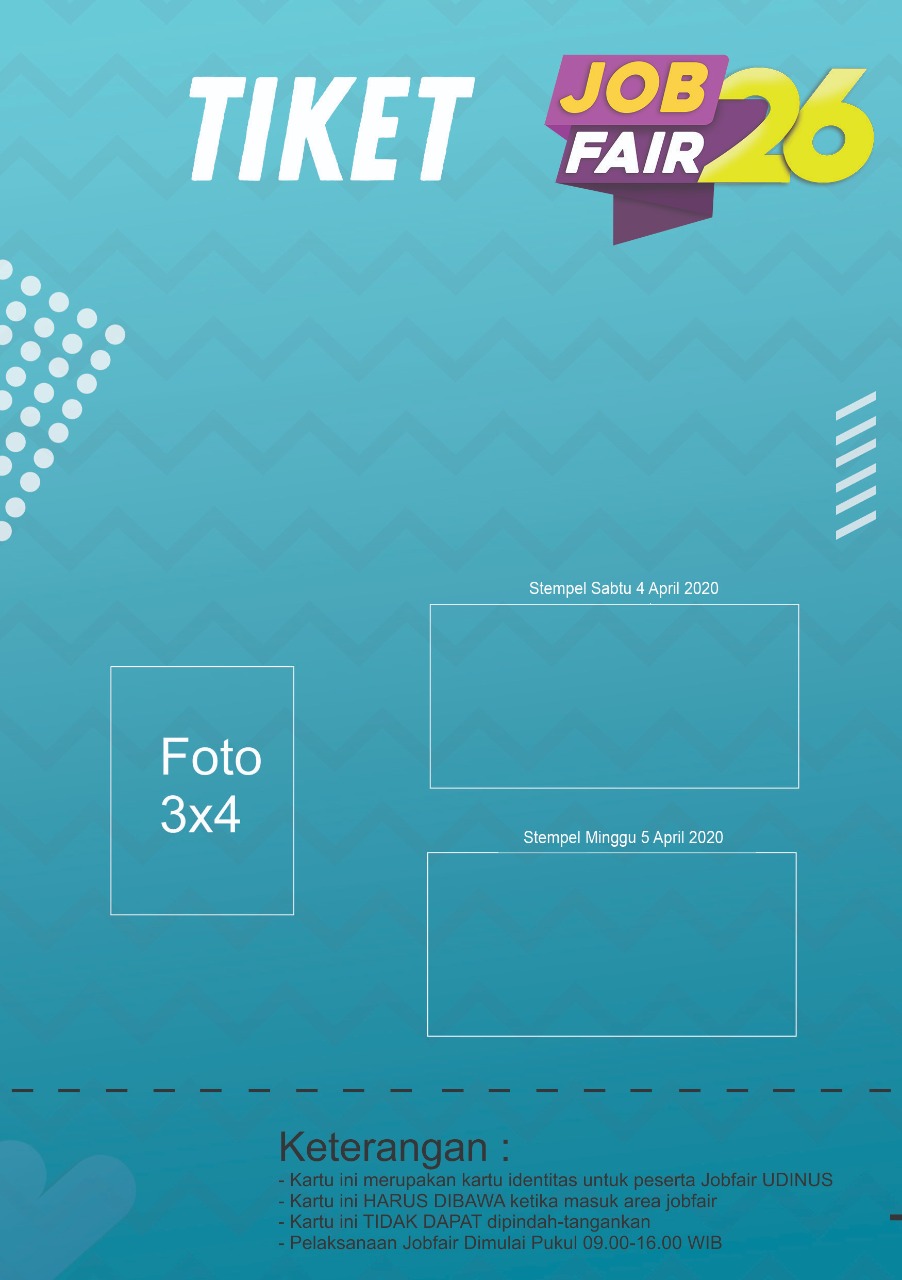 TIKET
JOB
FAIR 26
Stempel Sabtu 4 April 2020
Foto
3x4
Stempel Minggu 5 April 2020
Keterangan :
- Kartu ini merupakan kartu identitas untuk peserta Jobfair UDINUS
- Kartu ini HARUS DIBAWA ketika masuk area jobfair
- Kartu ini TIDAK DAPAT dipindah-tangankan
- Pelaksanaan Jobfair Dimulai Pukul 09.00-16.00 WIB